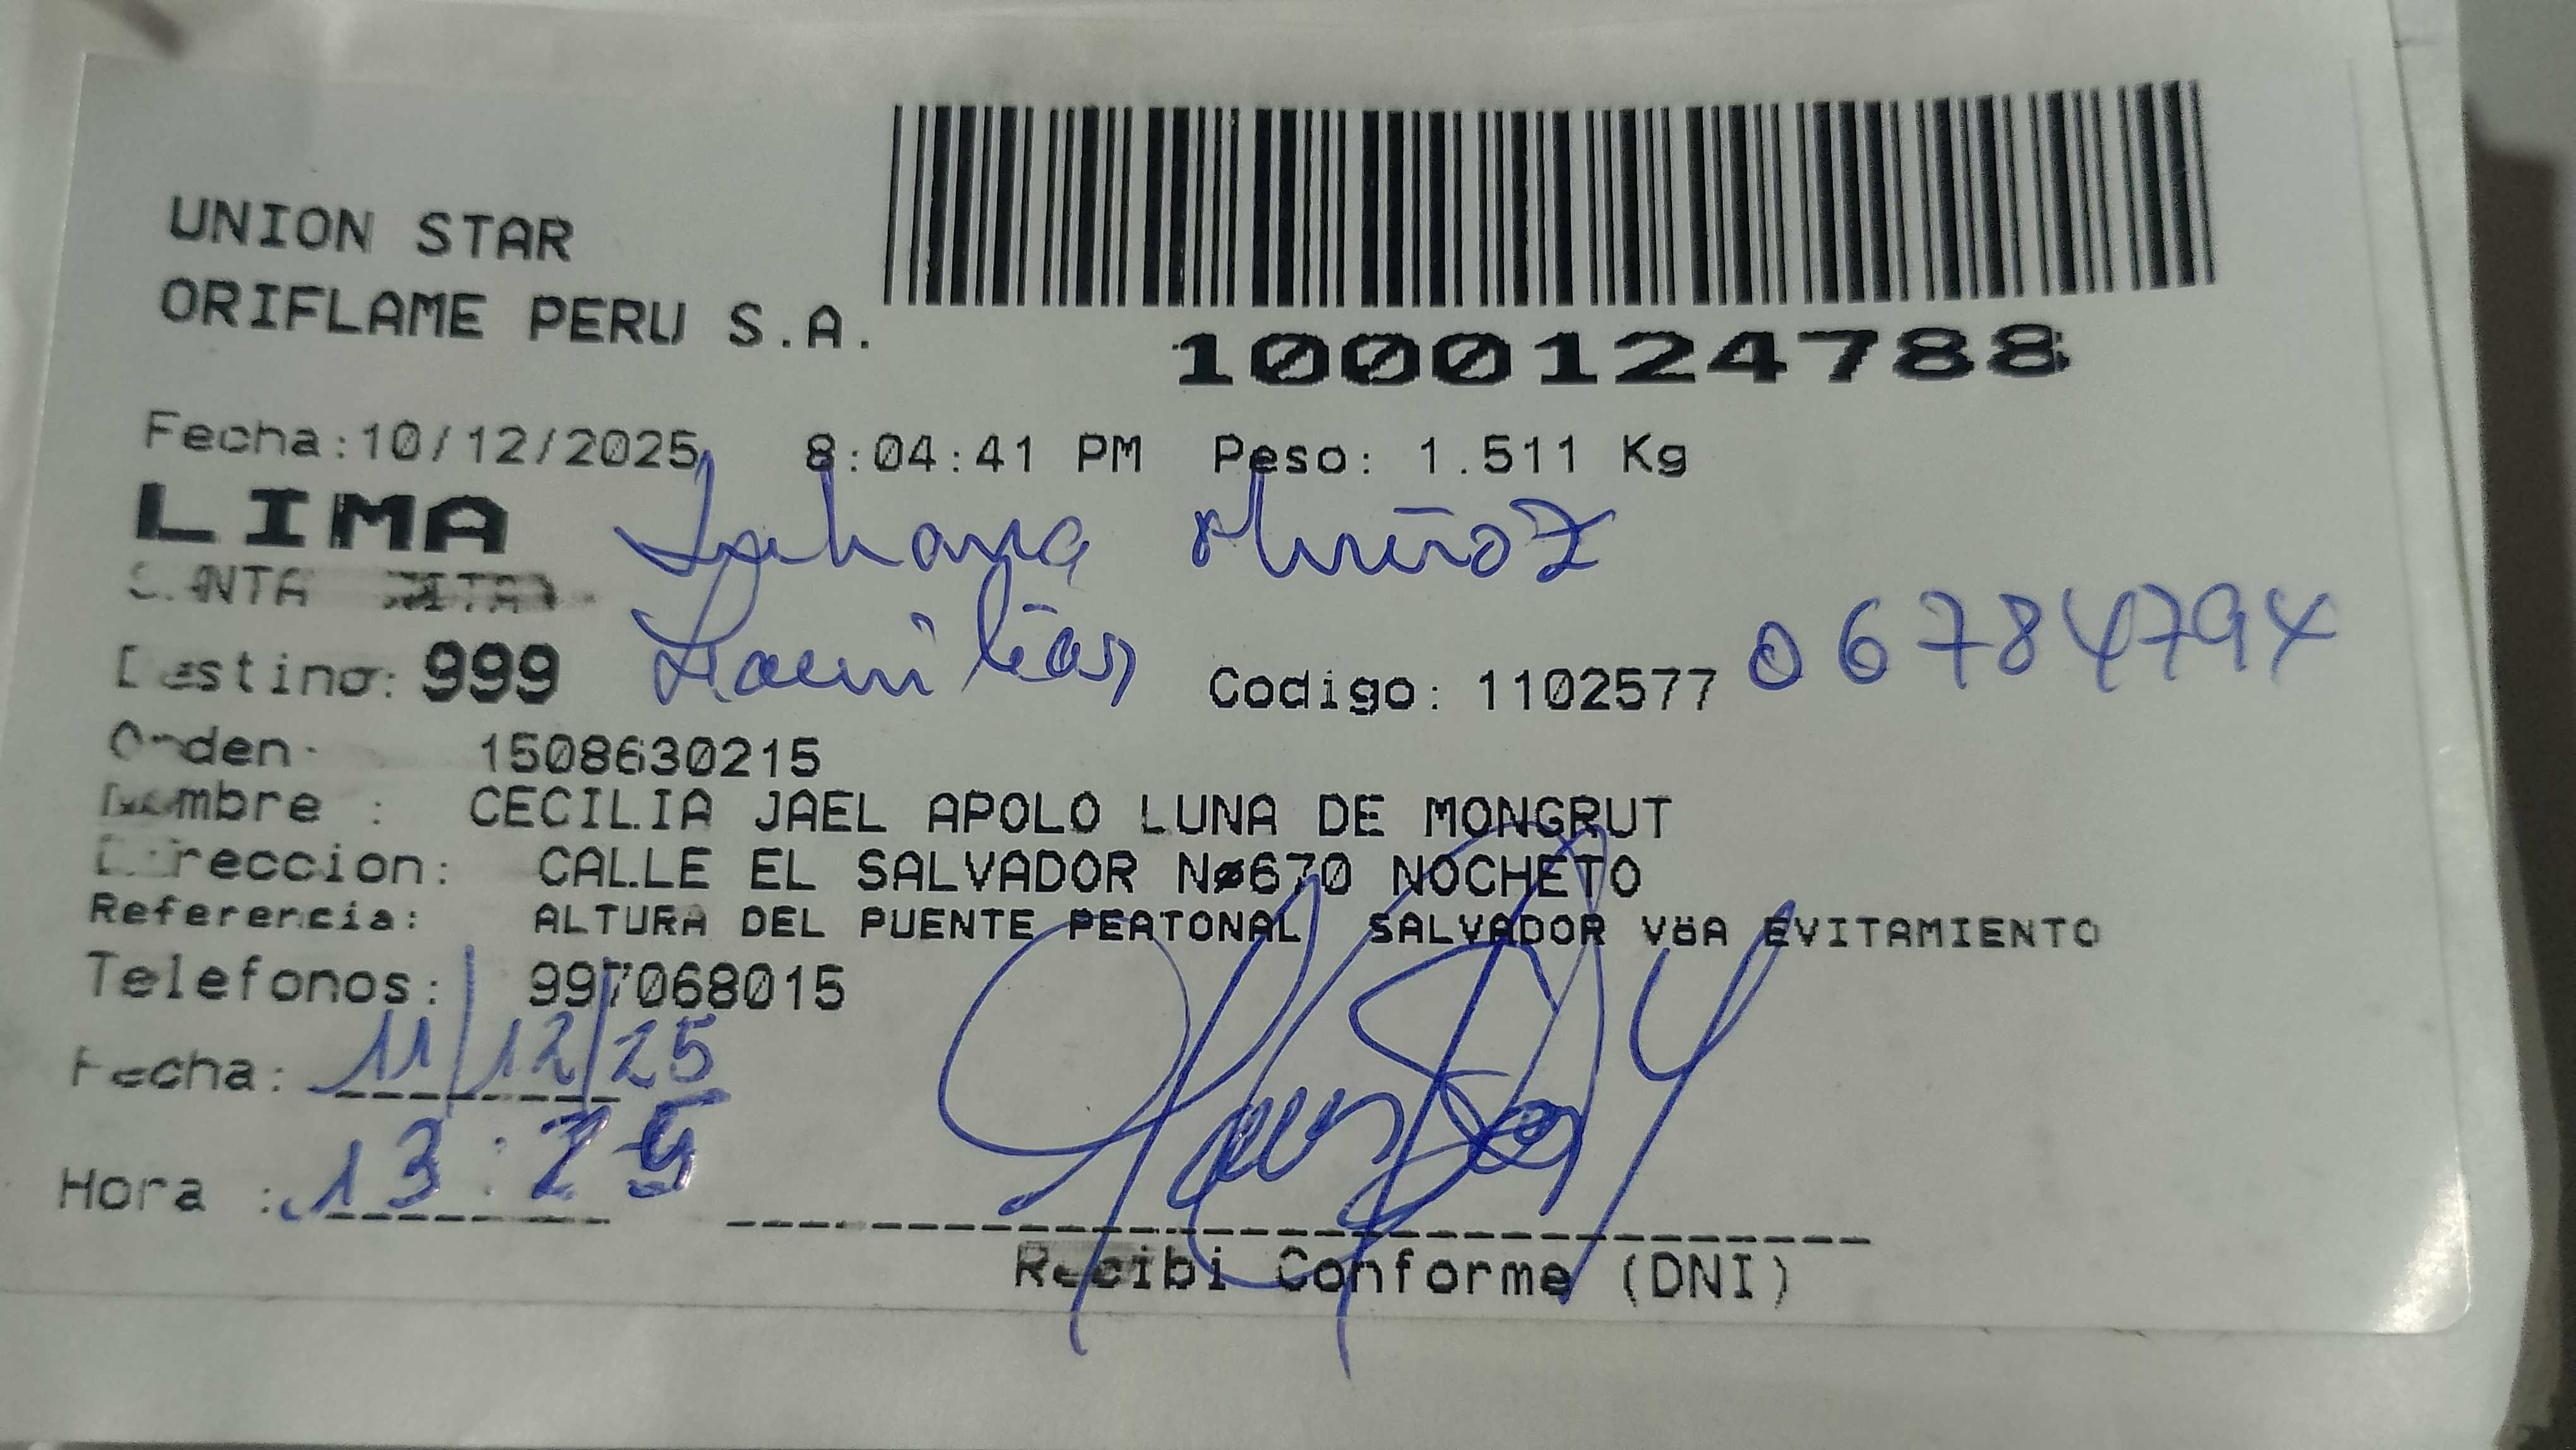 UNION STAR
ORIFLAME PERU S.A.
1000124788
Fecha:10/12/2025 8:04:41 PM Peso: 1.511 Kg
LIMA
Muñoz
SANTA
06784794
Destino: 999 Codigo: 1102577
Orden 1508630215
Nombre : CECILIA JAEL APOLO LUNA DE MONGRUT
Direccion: CALLE EL SALVADOR Nø670 NOCHETO
Referencia: ALTURA DEL PUENTE PEATONAL SALVADOR VöA EVITAMIENTO
Telefonos: 997068015
Fecha: 11/12/25
Hora : 13:25
Recibi Conforme (DNI)